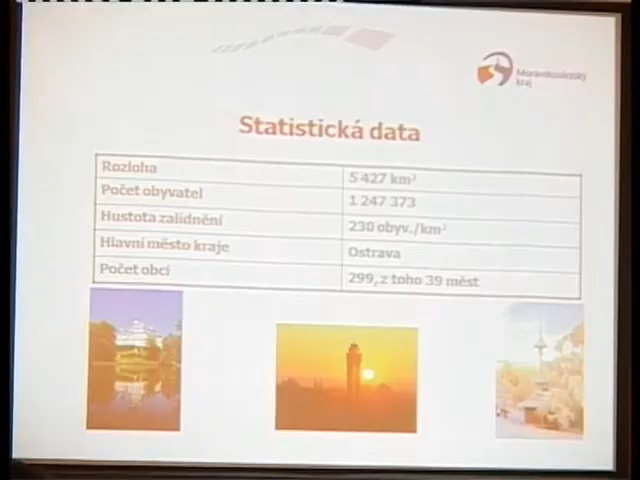 Moravskoslezský
kraj
Statistická data
Rozloha 5 427 km²
Počet obyvatel 1 247 373
Hustota zalidnění 230 obyv./km²
Hlavní město kraje Ostrava
Počet obcí 299, z toho 39 měst